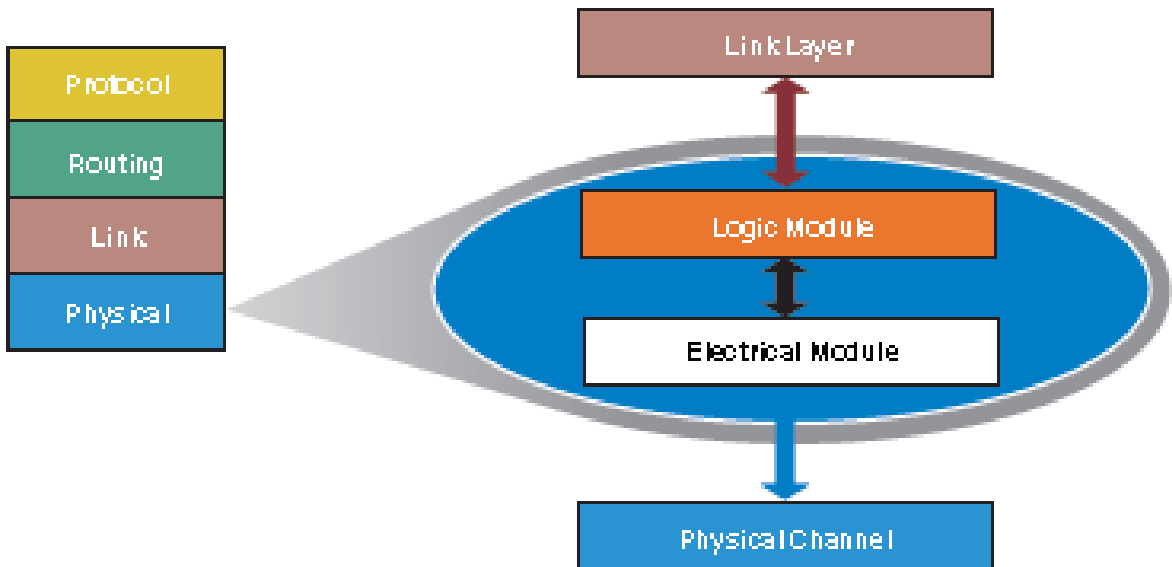 Protocol
Routing
Link
Physical
Link Layer
Logic Module
Electrical Module
Physical Channel